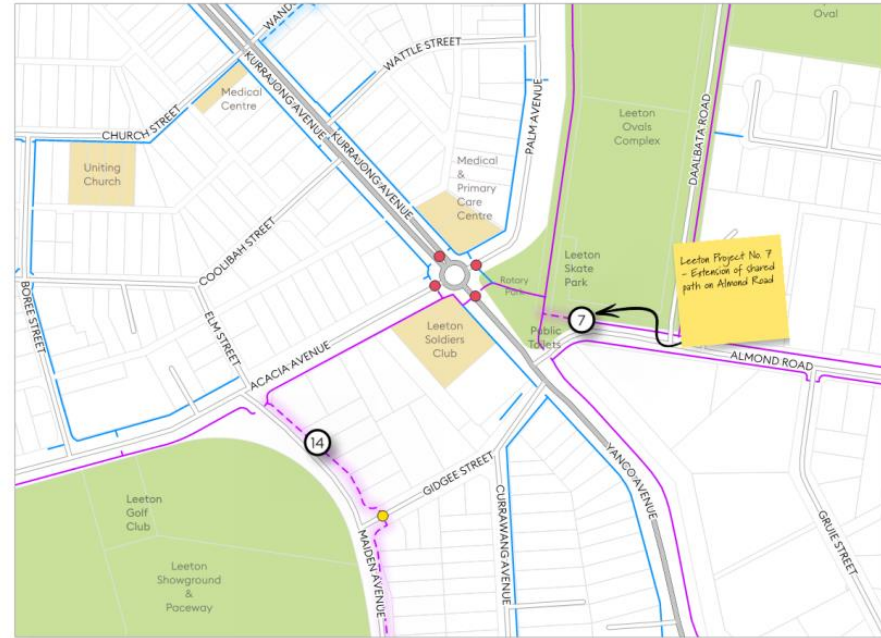 Oval
WAND
WATTLE STREET
KURRAJONG AVENUE
Medical
Centre
CHURCH STREET
KURRAJONG AVENUE
PALM AVENUE
Leeton
Ovals
Complex
DAALBATA ROAD
Uniting
Church
Medical
&
Primary
Care
Centre
COOLIBAH STREET
Leeton Project No. 7
- Extension of shared
path on Almond Road
Leeton
Skate
Park
Rotary
Park
BOREE STREET
ELM STREET
7
Public
Toilets
Leeton
Soldiers
Club
ALMOND ROAD
ACACIA AVENUE
14
GIDGEE STREET
YANCO AVENUE
CURRAWANG AVENUE
GRUIE STREET
Leeton
Golf
Club
MAIDEN AVENUE
Leeton
Showground
&
Paceway